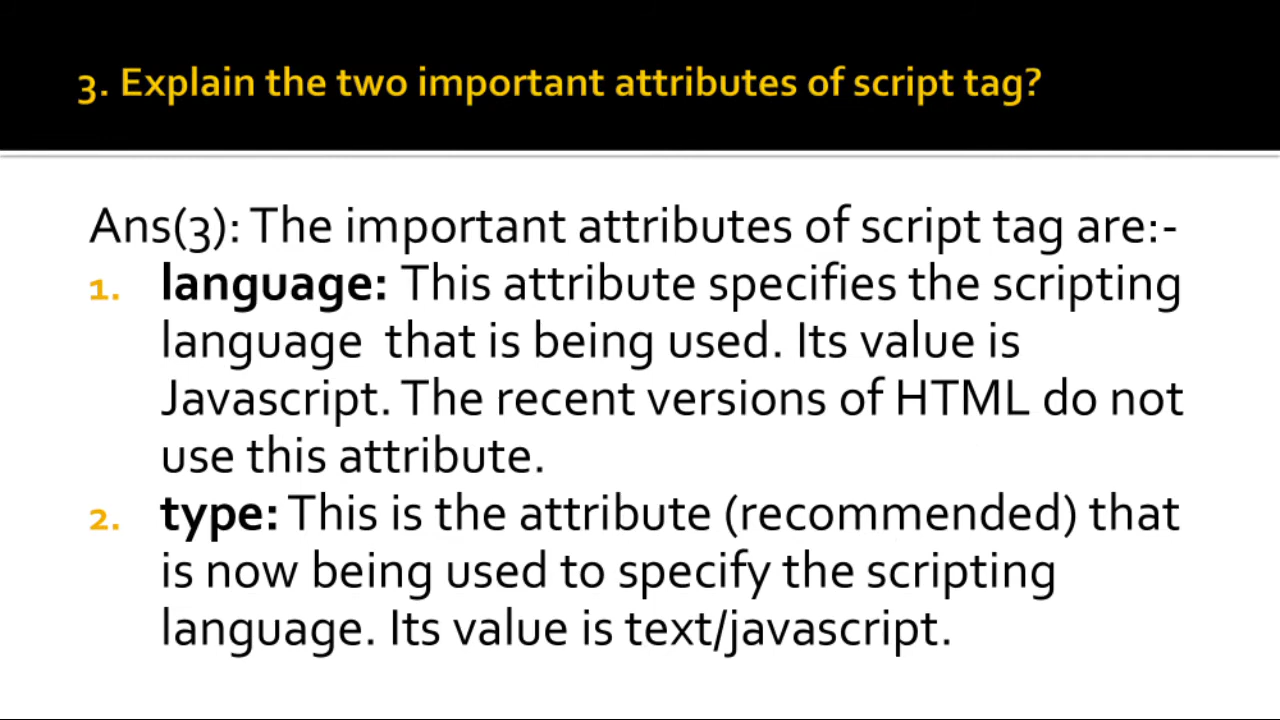 3. Explain the two important attributes of script tag?
Ans(3): The important attributes of script tag are:-
1. language: This attribute specifies the scripting
language that is being used. Its value is
Javascript. The recent versions of HTML do not
use this attribute.
2. type: This is the attribute (recommended) that
is now being used to specify the scripting
language. Its value is text/javascript.